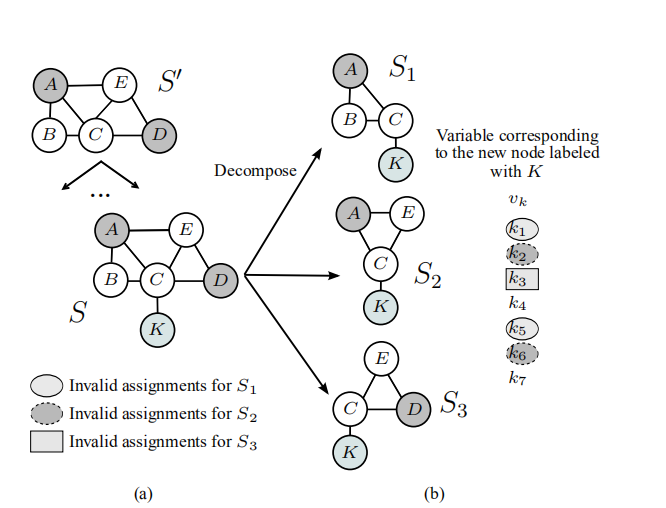 A
E
S′
B
C
D
...
A
E
B
C
D
S
K
Invalid assignments for S₁
Invalid assignments for S₂
Invalid assignments for S₃
(a)
Decompose
A
S₁
B
C
K
A
E
C
S₂
K
E
C
D
S₃
K
(b)
Variable corresponding
to the new node labeled
with K
vₖ
k₁
k₂
k₃
k₄
k₅
k₆
k₇